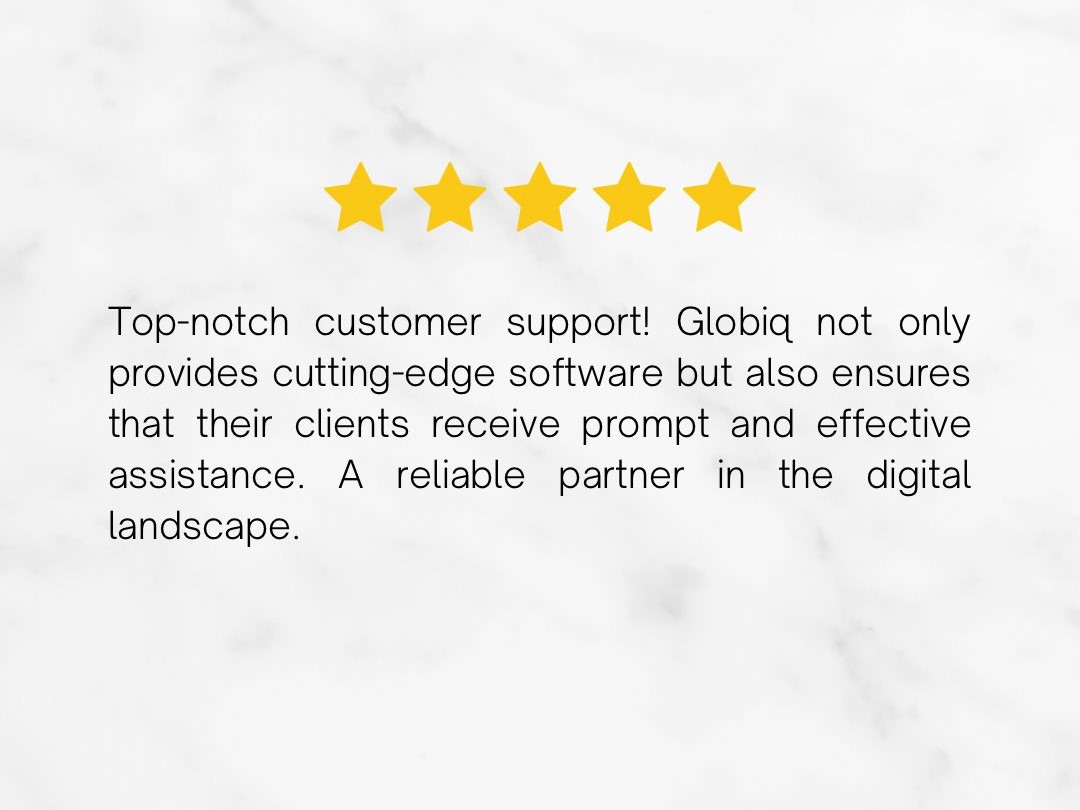 Top-notch customer support! Globiq not only
provides cutting-edge software but also ensures
that their clients receive prompt and effective
assistance. A reliable partner in the digital
landscape.